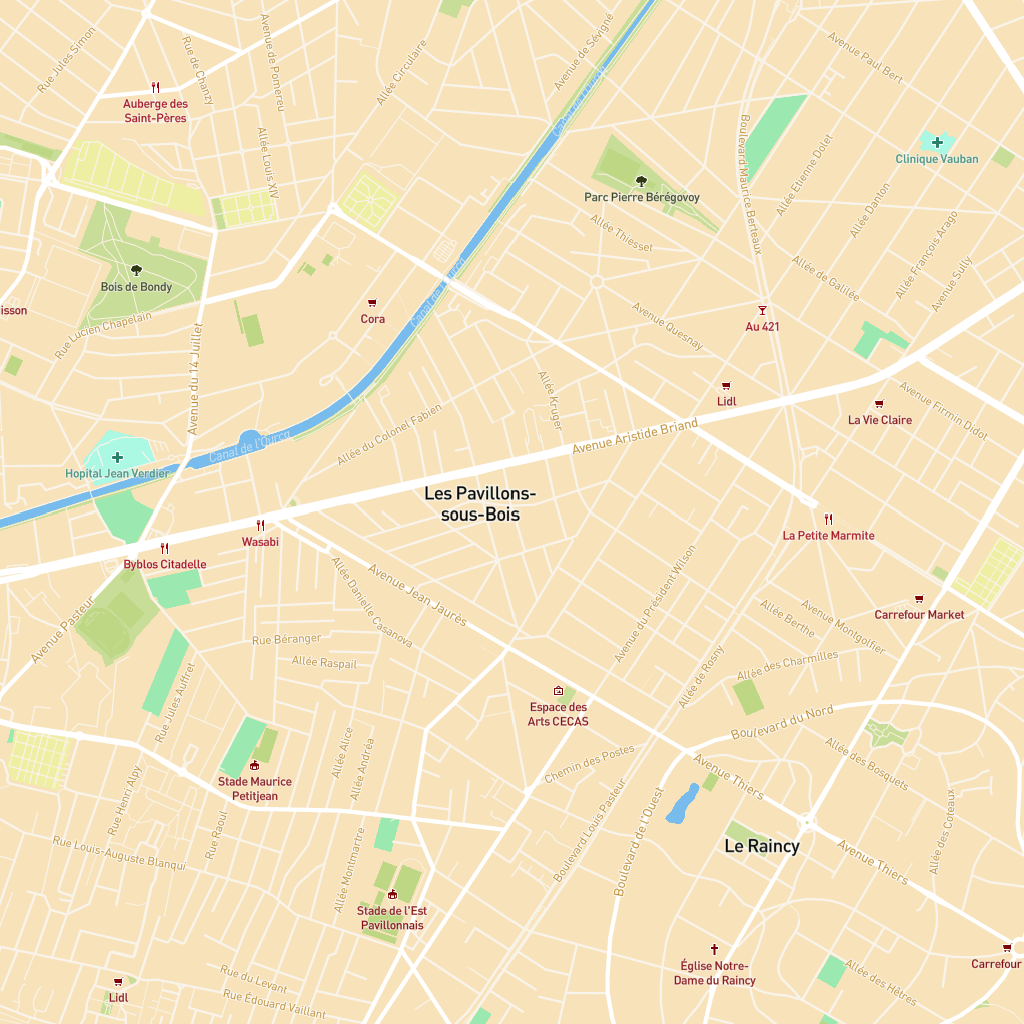 Rue Jules Simon
Rue de Chanzy
Avenue de Pomereu
Allée Circulaire
Avenue de Sévigné
Avenue Paul Bert
Auberge des
Saint-Pères
Canal de l'Ourcq
Boulevard Maurice Berteaux
Allée Etienne Dolet
Clinique Vauban
Allée Louis XIV
Parc Pierre Bérégovoy
Allée Danton
Allée François Arago
Allée Thiesset
Avenue Sully
Bois de Bondy
Allée de Galilée
Canal de l'Ourcq
isson
Cora
Rue Lucien Chapelain
Avenue Quesnay
Au 421
Avenue du 14 Juillet
Allée Kruger
Lidl
La Vie Claire
Avenue Firmin Didot
Allée du Colonel Fabien
Avenue Aristide Briand
Canal de l'Ourcq
Hopital Jean Verdier
Les Pavillons-
sous-Bois
Wasabi
La Petite Marmite
Byblos Citadelle
Allée Danielle Casanova
Avenue Jean Jaurès
Avenue du Président Wilson
Avenue Pasteur
Carrefour Market
Allée Berthe
Avenue Montgolfier
Rue Béranger
Allée Raspail
Allée des Charmilles
Rue Jules Auffret
Allée de Rosny
Espace des
Arts CECAS
Boulevard du Nord
Allée Alice
Allée Andréa
Chemin des Postes
Avenue Thiers
Allée des Bosquets
Stade Maurice
Petitjean
Rue Henri Alpy
Boulevard Louis Pasteur
Boulevard de l'Ouest
Allée des Coteaux
Rue Raoul
Rue Louis-Auguste Blanqui
Le Raincy
Avenue Thiers
Allée Montmartre
Stade de l'Est
Pavillonnais
Église Notre-
Dame du Raincy
Carrefour
Rue du Levant
Allée des Hêtres
Lidl
Rue Édouard Vaillant